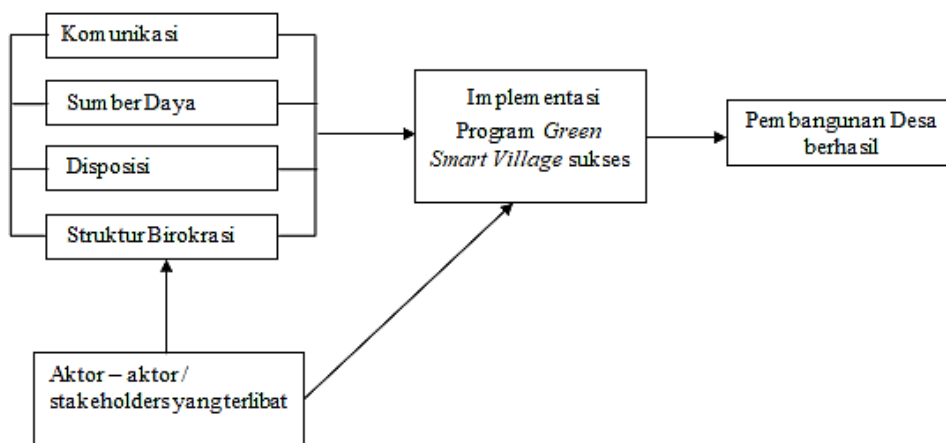 Komunikasi
Sumber Daya
Disposisi
Struktur Birokrasi
Implementasi
Program Green
Smart Village sukses
Pembangunan Desa
berhasil
Aktor – aktor /
stakeholders yang terlibat